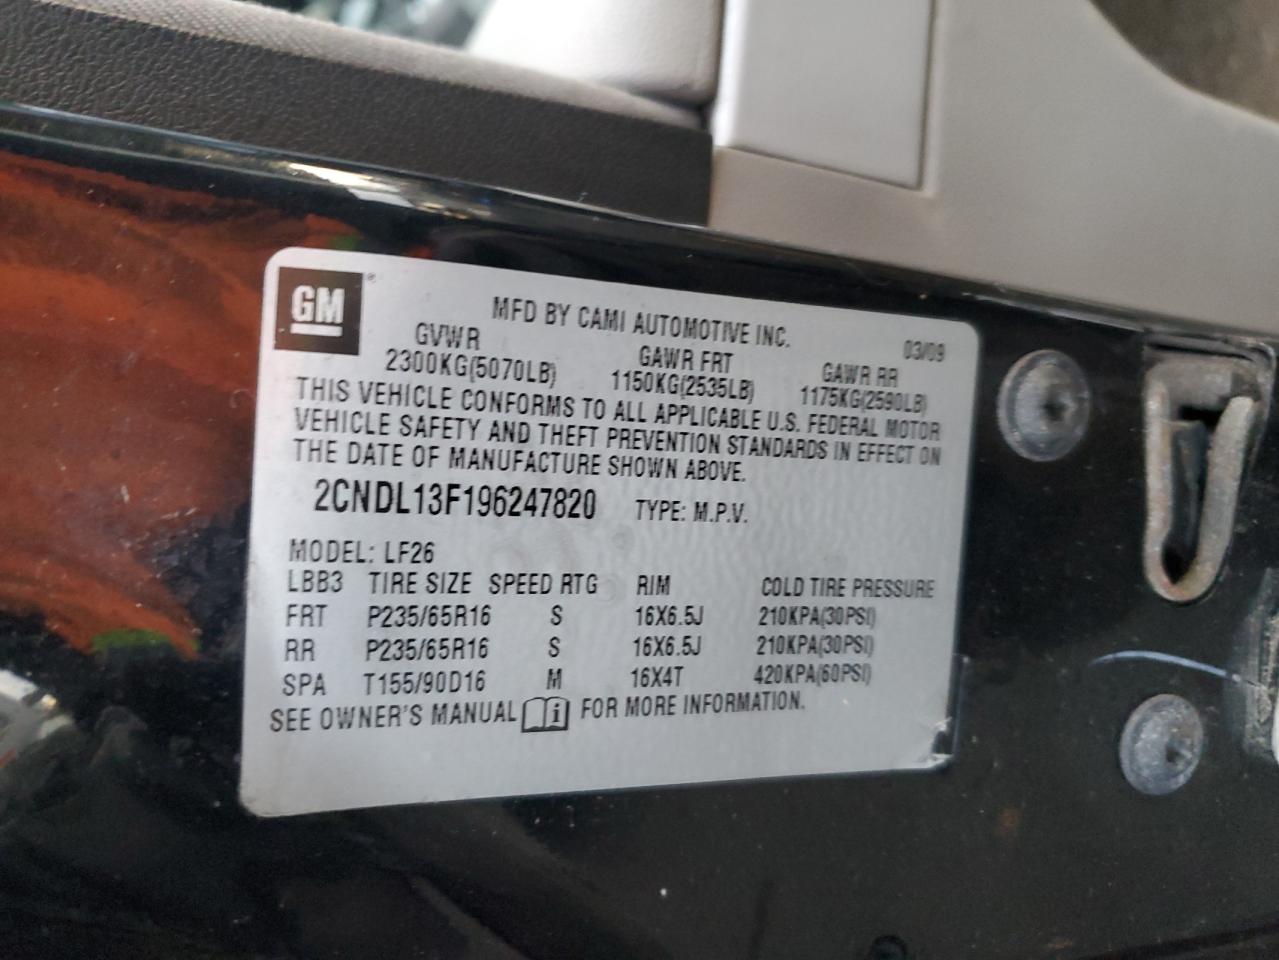 GM®
MFD BY CAMI AUTOMOTIVE INC.
03/09
GVWR GAWR FRT GAWR RR
2300KG(5070LB) 1150KG(2535LB) 1175KG(2590LB)
THIS VEHICLE CONFORMS TO ALL APPLICABLE U.S. FEDERAL MOTOR
VEHICLE SAFETY AND THEFT PREVENTION STANDARDS IN EFFECT ON
THE DATE OF MANUFACTURE SHOWN ABOVE.
2CNDL13F196247820 TYPE: M.P.V.
MODEL: LF26
LBB3 TIRE SIZE SPEED RTG RIM COLD TIRE PRESSURE
FRT P235/65R16 S 16X6.5J 210KPA(30PSI)
RR P235/65R16 S 16X6.5J 210KPA(30PSI)
SPA T155/90D16 M 16X4T 420KPA(60PSI)
SEE OWNER'S MANUAL i FOR MORE INFORMATION.